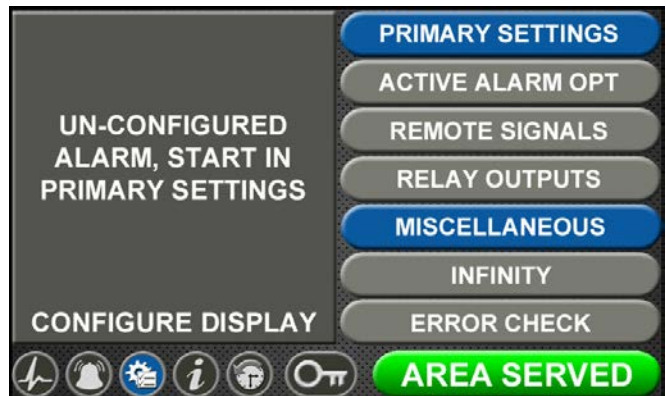 UN-CONFIGURED
ALARM, START IN
PRIMARY SETTINGS
CONFIGURE DISPLAY
PRIMARY SETTINGS
ACTIVE ALARM OPT
REMOTE SIGNALS
RELAY OUTPUTS
MISCELLANEOUS
INFINITY
ERROR CHECK
i
AREA SERVED